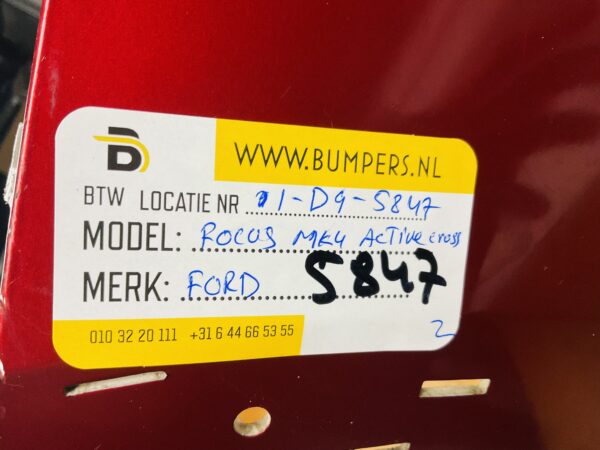 B
WWW.BUMPERS.NL
BTW LOCATIE NR 1-D9-5847
MODEL: FOCUS MK4 ACTIVE cross
MERK: FORD 5847
010 32 20 111 +31 6 44 66 53 55
2